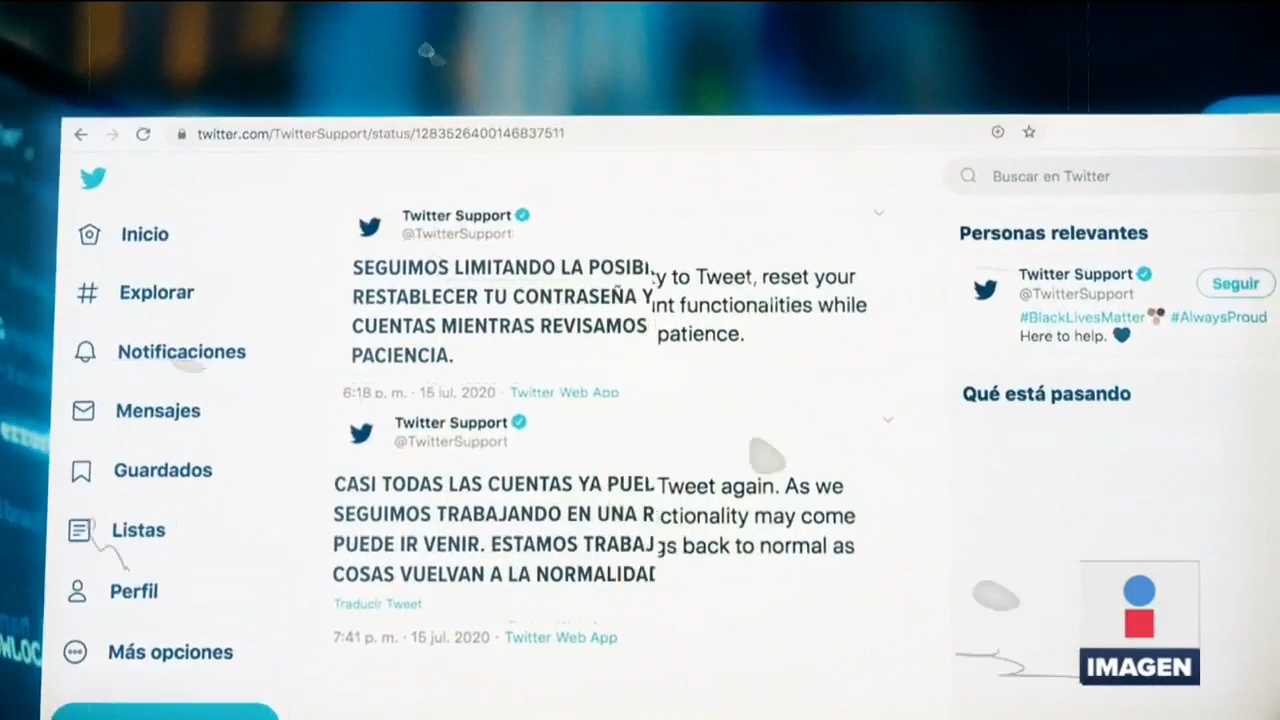 twitter.com/TwitterSupport/status/1283526400146837511
Buscar en Twitter
Inicio
Explorar
Notificaciones
Mensajes
Guardados
Listas
Perfil
Más opciones
Twitter Support
@TwitterSupport
SEGUIMOS LIMITANDO LA POSIBI y to Tweet, reset your
RESTABLECER TU CONTRASEÑA Y nt functionalities while
CUENTAS MIENTRAS REVISAMOS patience.
PACIENCIA.
6:18 p. m. · 15 jul. 2020 · Twitter Web App
Twitter Support
@TwitterSupport
CASI TODAS LAS CUENTAS YA PUE Tweet again. As we
SEGUIMOS TRABAJANDO EN UNA R ctionality may come
PUEDE IR VENIR. ESTAMOS TRABAJ gs back to normal as
COSAS VUELVAN A LA NORMALIDAD
Traducir Tweet
7:41 p. m. · 15 jul. 2020 · Twitter Web App
Personas relevantes
Twitter Support
@TwitterSupport
Seguir
#BlackLivesMatter #AlwaysProud
Here to help.
Qué está pasando
IMAGEN